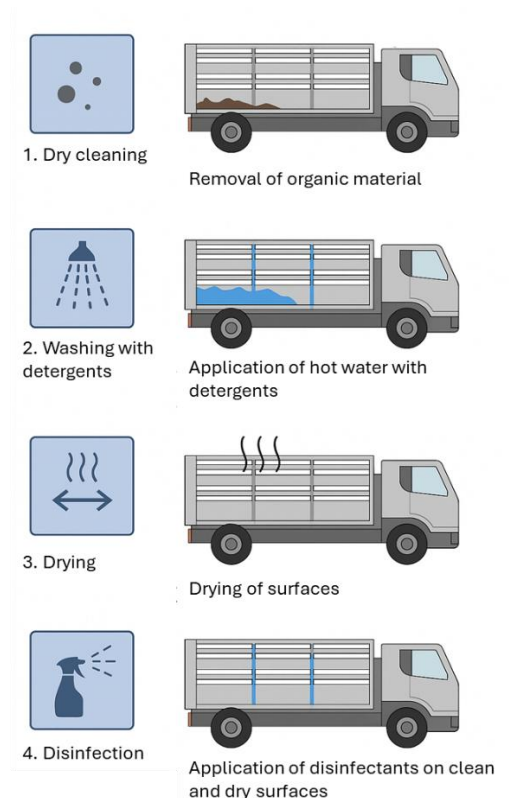 1. Dry cleaning
Removal of organic material
2. Washing with
detergents
Application of hot water with
detergents
3. Drying
Drying of surfaces
4. Disinfection
Application of disinfectants on clean
and dry surfaces